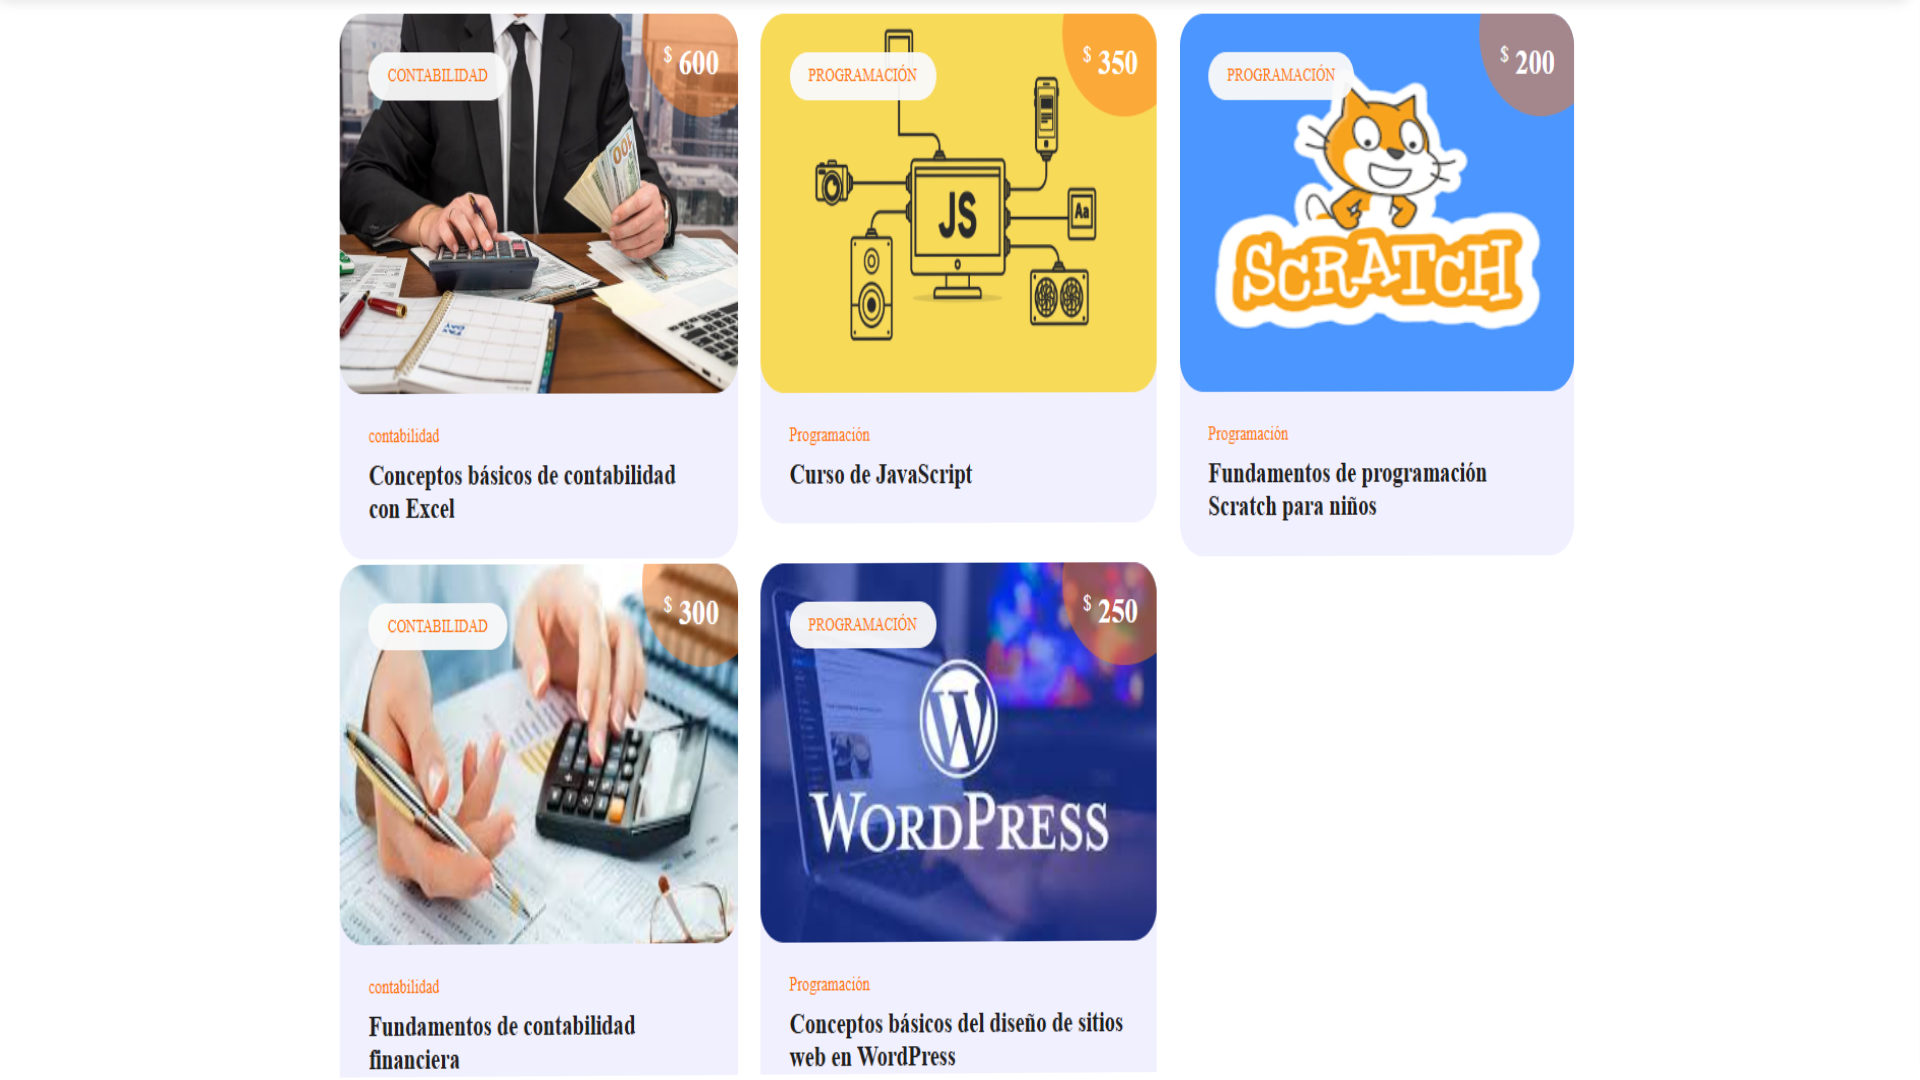 CONTABILIDAD
$ 600
contabilidad
Conceptos básicos de contabilidad
con Excel
PROGRAMACIÓN
$ 350
JS
Aa
Programación
Curso de JavaScript
PROGRAMACIÓN
$ 200
SCRATCH
Programación
Fundamentos de programación
Scratch para niños
CONTABILIDAD
$ 300
contabilidad
Fundamentos de contabilidad
financiera
PROGRAMACIÓN
$ 250
W
WORDPRESS
Programación
Conceptos básicos del diseño de sitios
web en WordPress